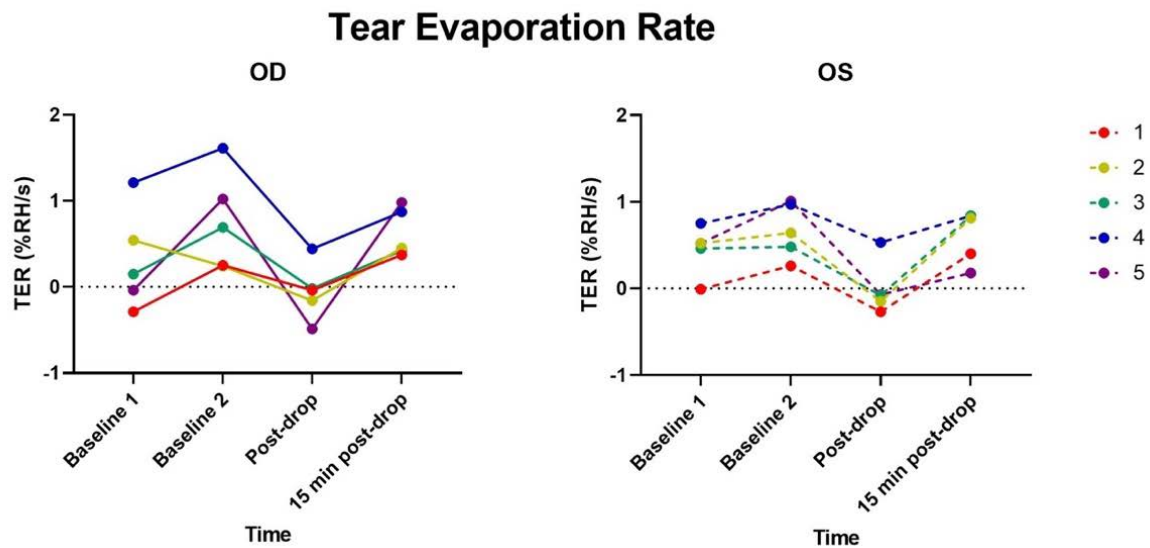 Tear Evaporation Rate
OD
TER (%RH/s)
2
1
0
-1
Baseline 1
Baseline 2
Post-drop
15 min post-drop
Time
OS
TER (%RH/s)
2
1
0
-1
Baseline 1
Baseline 2
Post-drop
15 min post-drop
Time
1
2
3
4
5